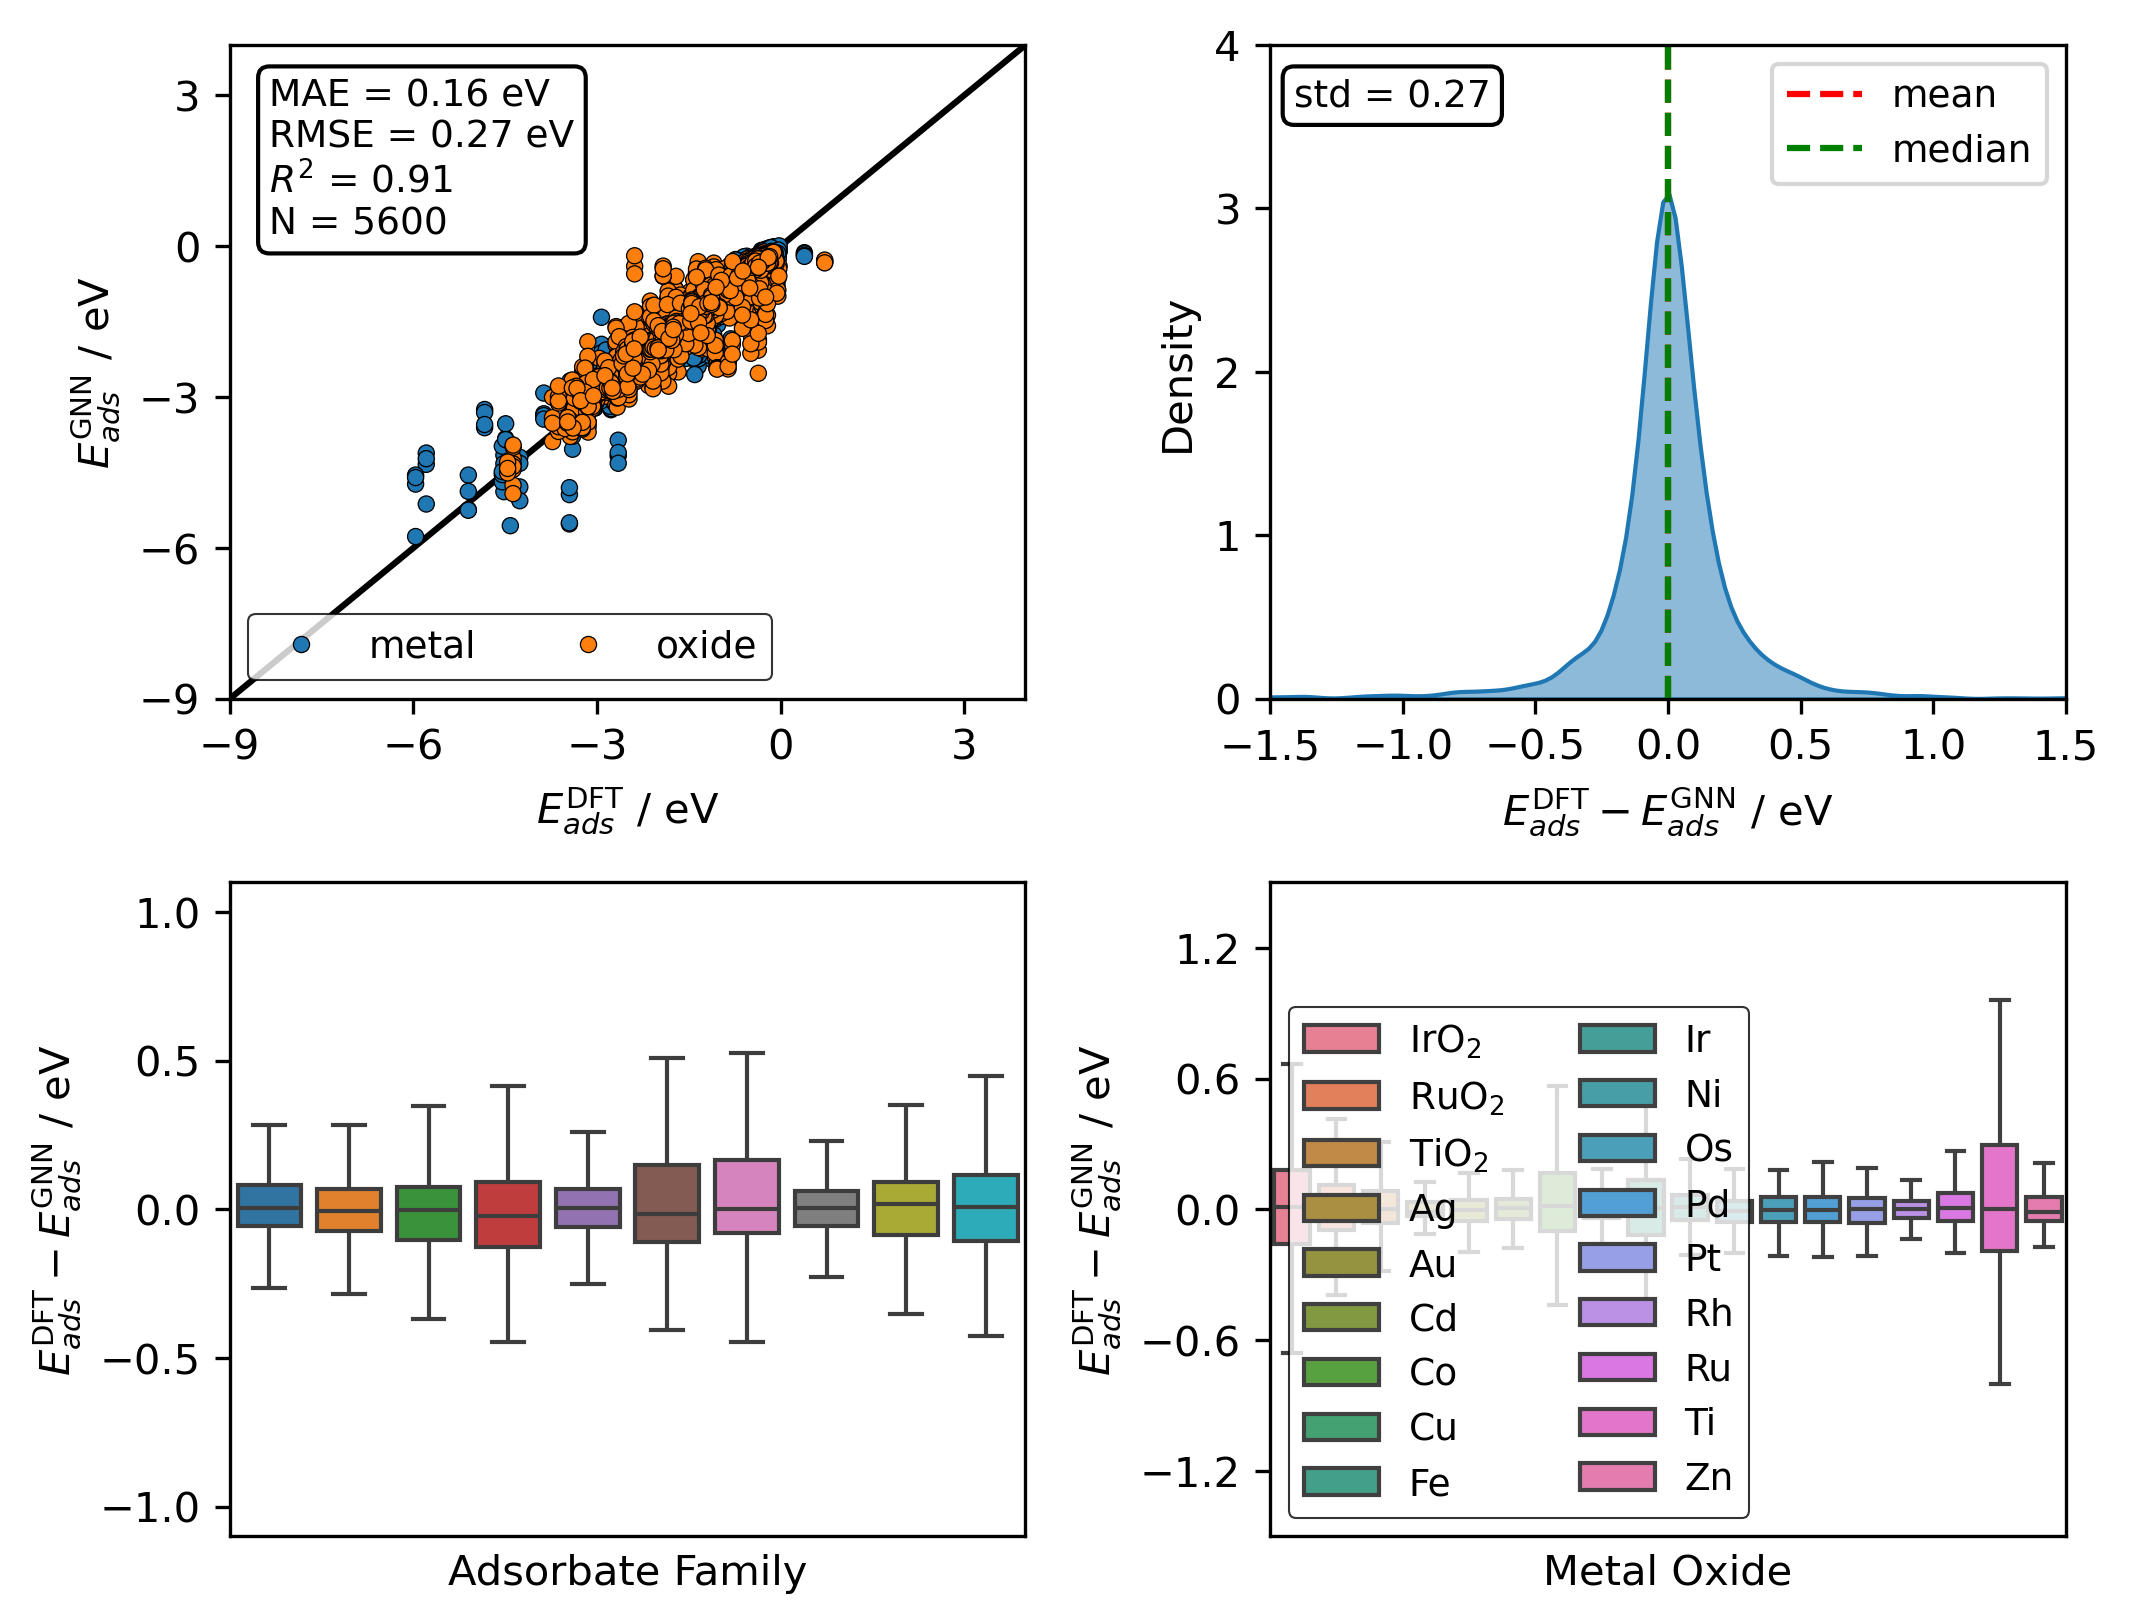 MAE = 0.16 eV
RMSE = 0.27 eV
R² = 0.91
N = 5600
3
0
−3
−6
−9
E_ads^GNN / eV
metal
oxide
−9
−6
−3
0
3
E_ads^DFT / eV
std = 0.27
mean
median
4
3
2
1
0
Density
−1.5
−1.0
−0.5
0.0
0.5
1.0
1.5
E_ads^DFT − E_ads^GNN / eV
1.0
0.5
0.0
−0.5
−1.0
E_ads^DFT − E_ads^GNN / eV
Adsorbate Family
1.2
0.6
0.0
−0.6
−1.2
E_ads^DFT − E_ads^GNN / eV
IrO₂
RuO₂
TiO₂
Ag
Au
Cd
Co
Cu
Fe
Ir
Ni
Os
Pd
Pt
Rh
Ru
Ti
Zn
Metal Oxide